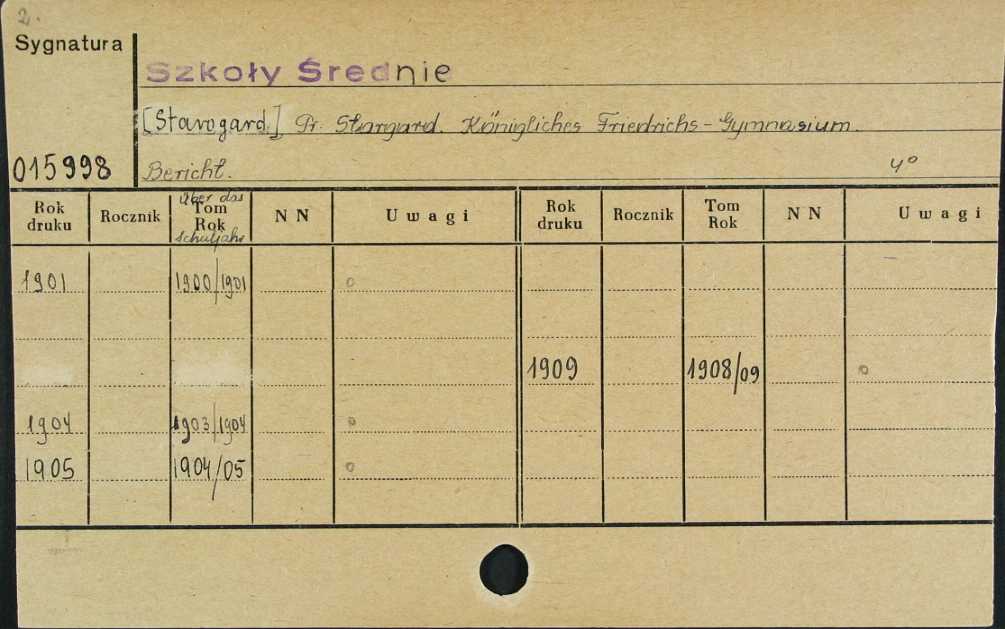 2.
Sygnatura
Szkoły Średnie
[Starogard.] Pr. Stargard. Königliches Friedrichs-Gymnasium.
015998 Bericht. 4°
über das
Rok druku Rocznik Tom Rok NN Uwagi Rok druku Rocznik Tom Rok NN Uwagi
Schuljahr
1901 1900/1901 o
1909 1908/09 o
1904 1903/1904 o
1905 1904/05 o